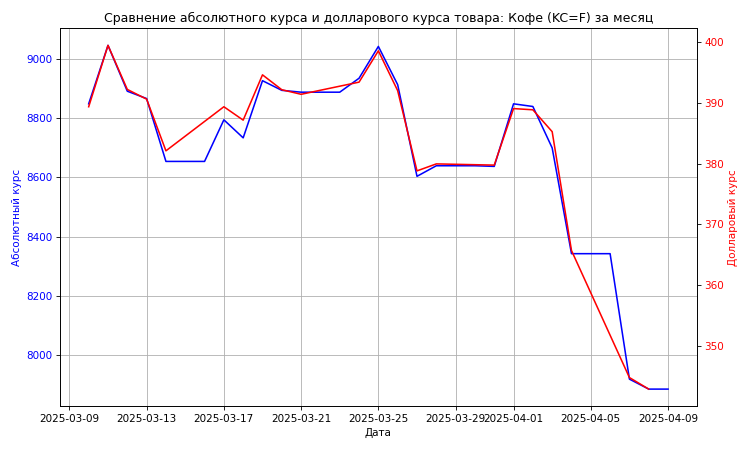 Сравнение абсолютного курса и долларового курса товара: Кофе (KC=F) за месяц
Абсолютный курс
9000
8800
8600
8400
8200
8000
400
390
380
370
360
350
Долларовый курс
2025-03-09 2025-03-13 2025-03-17 2025-03-21 2025-03-25 2025-03-29 2025-04-01 2025-04-05 2025-04-09
Дата